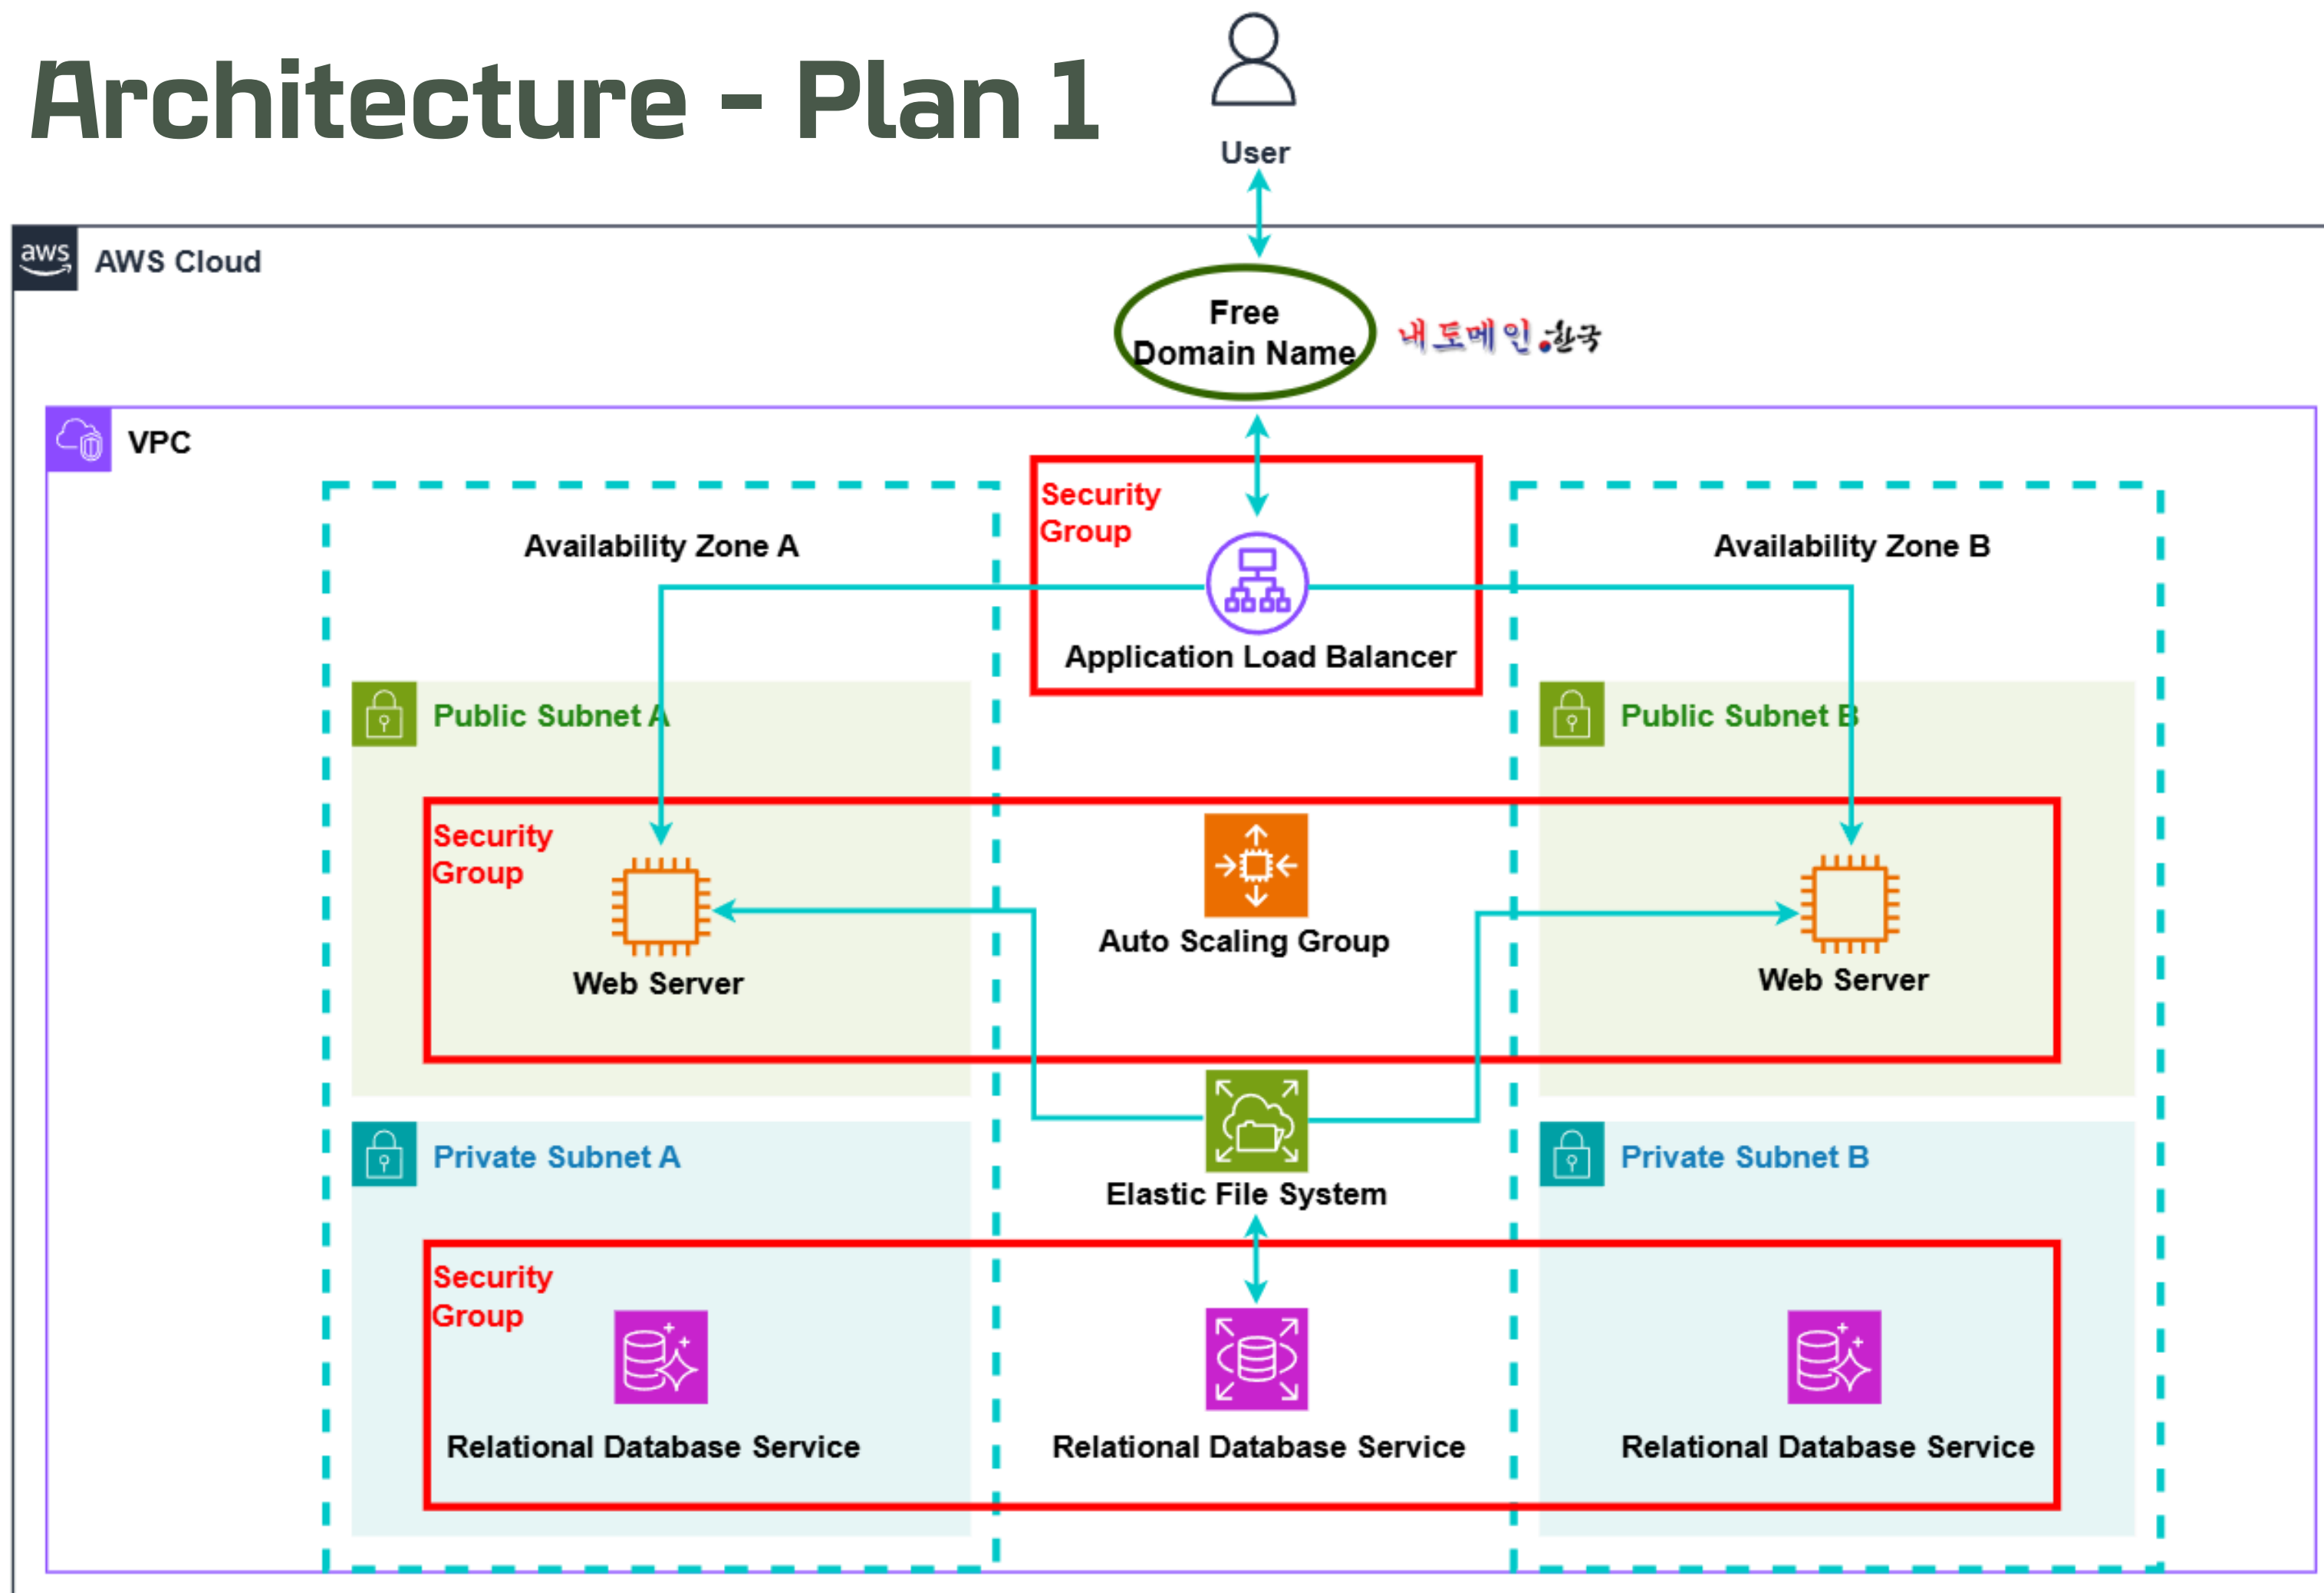 Architecture - Plan 1
User
aws
AWS Cloud
Free
Domain Name
내도메인.한국
VPC
Security
Group
Availability Zone A
Availability Zone B
Application Load Balancer
Public Subnet A
Public Subnet B
Security
Group
Auto Scaling Group
Web Server
Web Server
Private Subnet A
Private Subnet B
Elastic File System
Security
Group
Relational Database Service
Relational Database Service
Relational Database Service